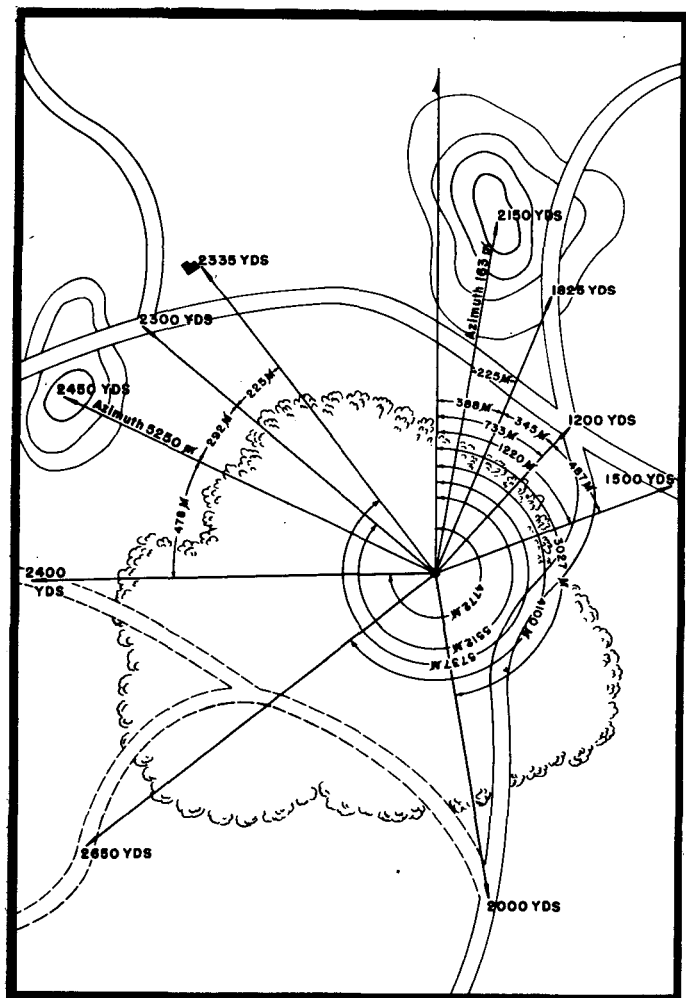 2150 YDS
Azimuth 163 ₥
2335 YDS
1825 YDS
2300 YDS
225₥
225₥
2450 YDS
Azimuth 5250 ₥
388₥
345₥
1200 YDS
733₥
292₥
1220₥
487₥
1500 YDS
478₥
3027₥
2400
YDS
4772₥
4100₥
5512₥
5737₥
2650 YDS
2000 YDS